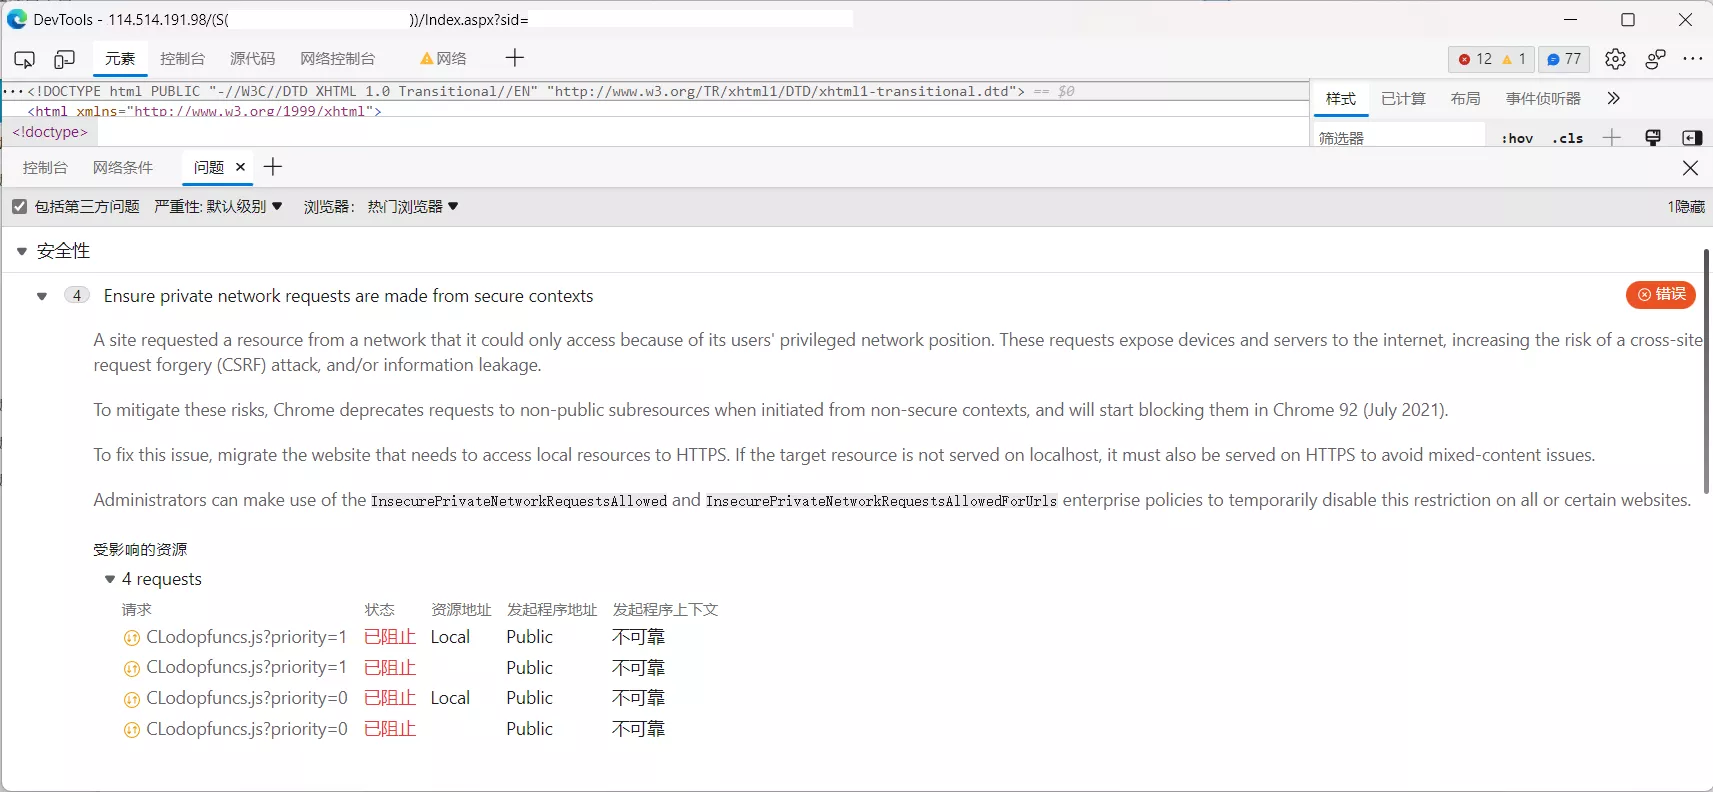 DevTools - 114.514.191.98/(S( ))/Index.aspx?sid=
元素 控制台 源代码 网络控制台 网络 12 1 77
···<!DOCTYPE html PUBLIC "-//W3C//DTD XHTML 1.0 Transitional//EN" "http://www.w3.org/TR/xhtml1/DTD/xhtml1-transitional.dtd"> == $0
<html xmlns="http://www.w3.org/1999/xhtml">
<!doctype>
样式 已计算 布局 事件侦听器
筛选器 :hov .cls
控制台 网络条件 问题
包括第三方问题 严重性: 默认级别 浏览器: 热门浏览器 1隐藏
安全性
4 Ensure private network requests are made from secure contexts 错误
A site requested a resource from a network that it could only access because of its users' privileged network position. These requests expose devices and servers to the internet, increasing the risk of a cross-site
request forgery (CSRF) attack, and/or information leakage.
To mitigate these risks, Chrome deprecates requests to non-public subresources when initiated from non-secure contexts, and will start blocking them in Chrome 92 (July 2021).
To fix this issue, migrate the website that needs to access local resources to HTTPS. If the target resource is not served on localhost, it must also be served on HTTPS to avoid mixed-content issues.
Administrators can make use of the InsecurePrivateNetworkRequestsAllowed and InsecurePrivateNetworkRequestsAllowedForUrls enterprise policies to temporarily disable this restriction on all or certain websites.
受影响的资源
4 requests
请求 状态 资源地址 发起程序地址 发起程序上下文
CLodopfuncs.js?priority=1 已阻止 Local Public 不可靠
CLodopfuncs.js?priority=1 已阻止 Public 不可靠
CLodopfuncs.js?priority=0 已阻止 Local Public 不可靠
CLodopfuncs.js?priority=0 已阻止 Public 不可靠